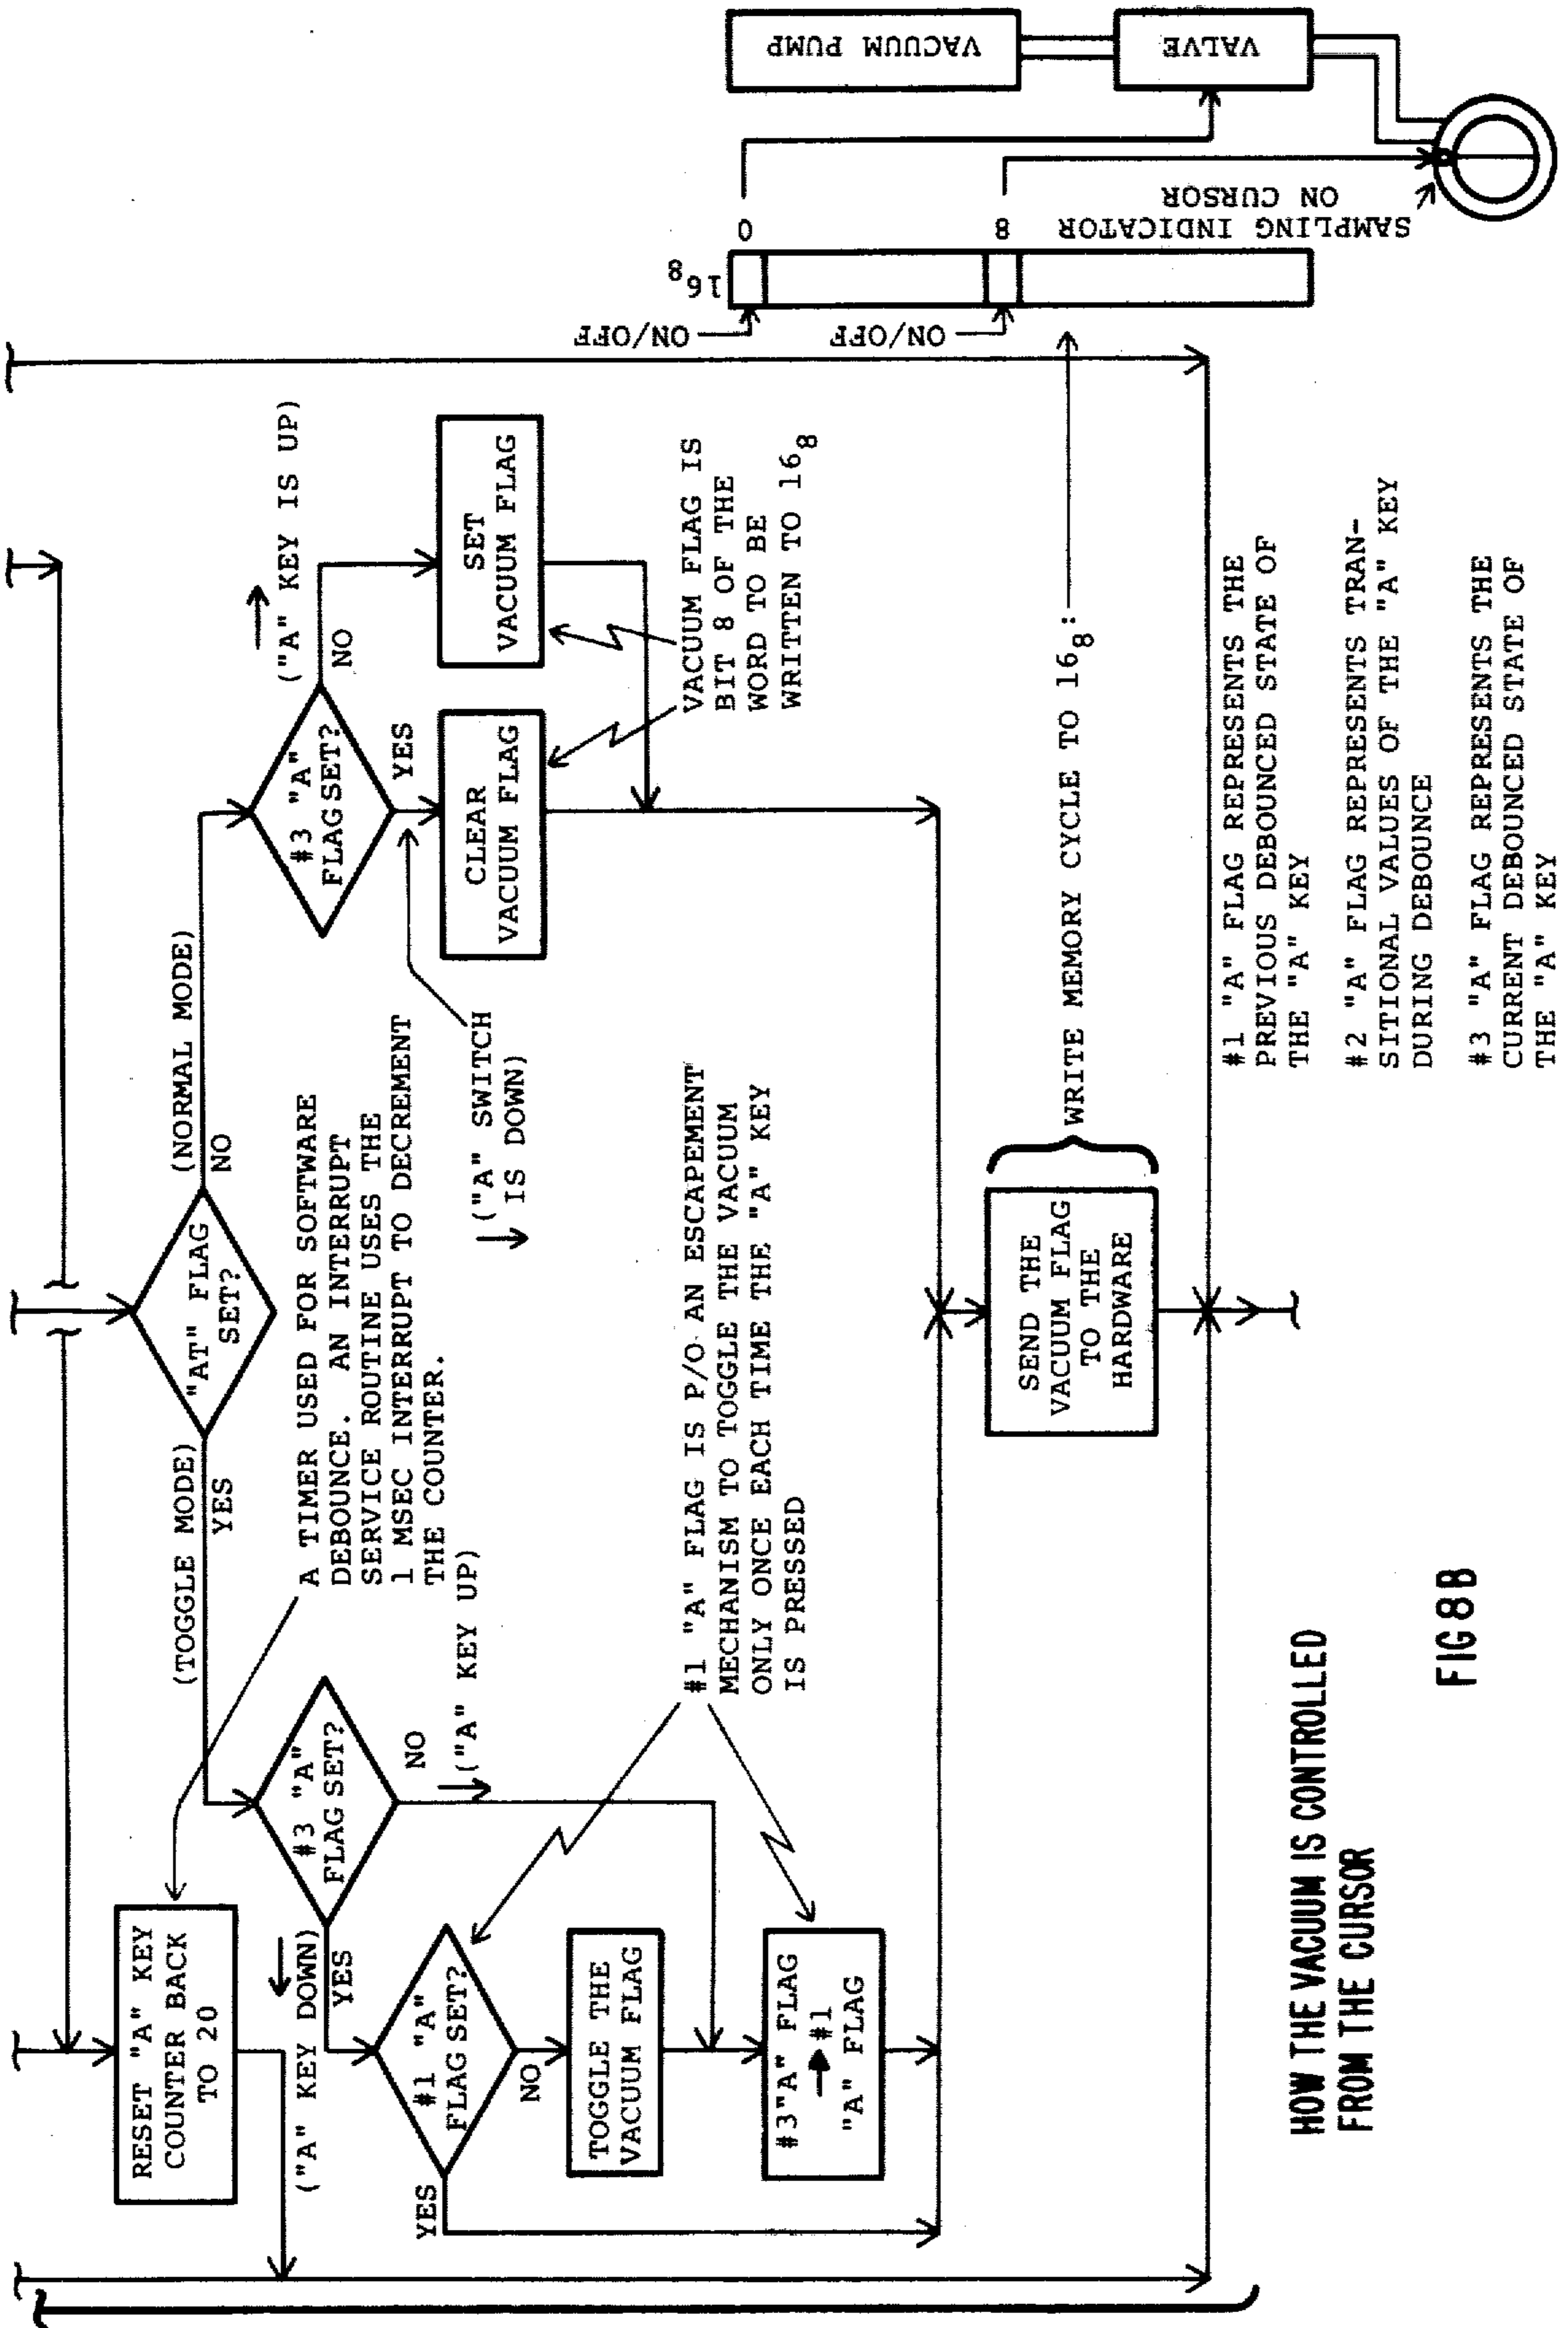 RESET "A" KEY
COUNTER BACK
TO 20
"AT" FLAG
SET?
(TOGGLE MODE)
YES
(NORMAL MODE)
NO
A TIMER USED FOR SOFTWARE
DEBOUNCE. AN INTERRUPT
SERVICE ROUTINE USES THE
1 MSEC INTERRUPT TO DECREMENT
THE COUNTER.
("A" KEY DOWN)
YES
#3 "A"
FLAG SET?
NO
("A" KEY UP)
#3 "A"
FLAG SET?
("A" KEY IS UP)
NO
YES
("A" SWITCH
IS DOWN)
CLEAR
VACUUM FLAG
SET
VACUUM FLAG
VACUUM FLAG IS
BIT 8 OF THE
WORD TO BE
WRITTEN TO 16₈
#1 "A"
FLAG SET?
YES
NO
TOGGLE THE
VACUUM FLAG
#3 "A" FLAG
→ #1
"A" FLAG
#1 "A" FLAG IS P/O AN ESCAPEMENT
MECHANISM TO TOGGLE THE VACUUM
ONLY ONCE EACH TIME THE "A" KEY
IS PRESSED
SEND THE
VACUUM FLAG
TO THE
HARDWARE
WRITE MEMORY CYCLE TO 16₈:
ON/OFF
ON/OFF
16₈
0
8
SAMPLING INDICATOR
ON CURSOR
VACUUM PUMP
VALVE
#1 "A" FLAG REPRESENTS THE
PREVIOUS DEBOUNCED STATE OF
THE "A" KEY
#2 "A" FLAG REPRESENTS TRAN-
SITIONAL VALUES OF THE "A" KEY
DURING DEBOUNCE
#3 "A" FLAG REPRESENTS THE
CURRENT DEBOUNCED STATE OF
THE "A" KEY
HOW THE VACUUM IS CONTROLLED
FROM THE CURSOR
FIG 8B